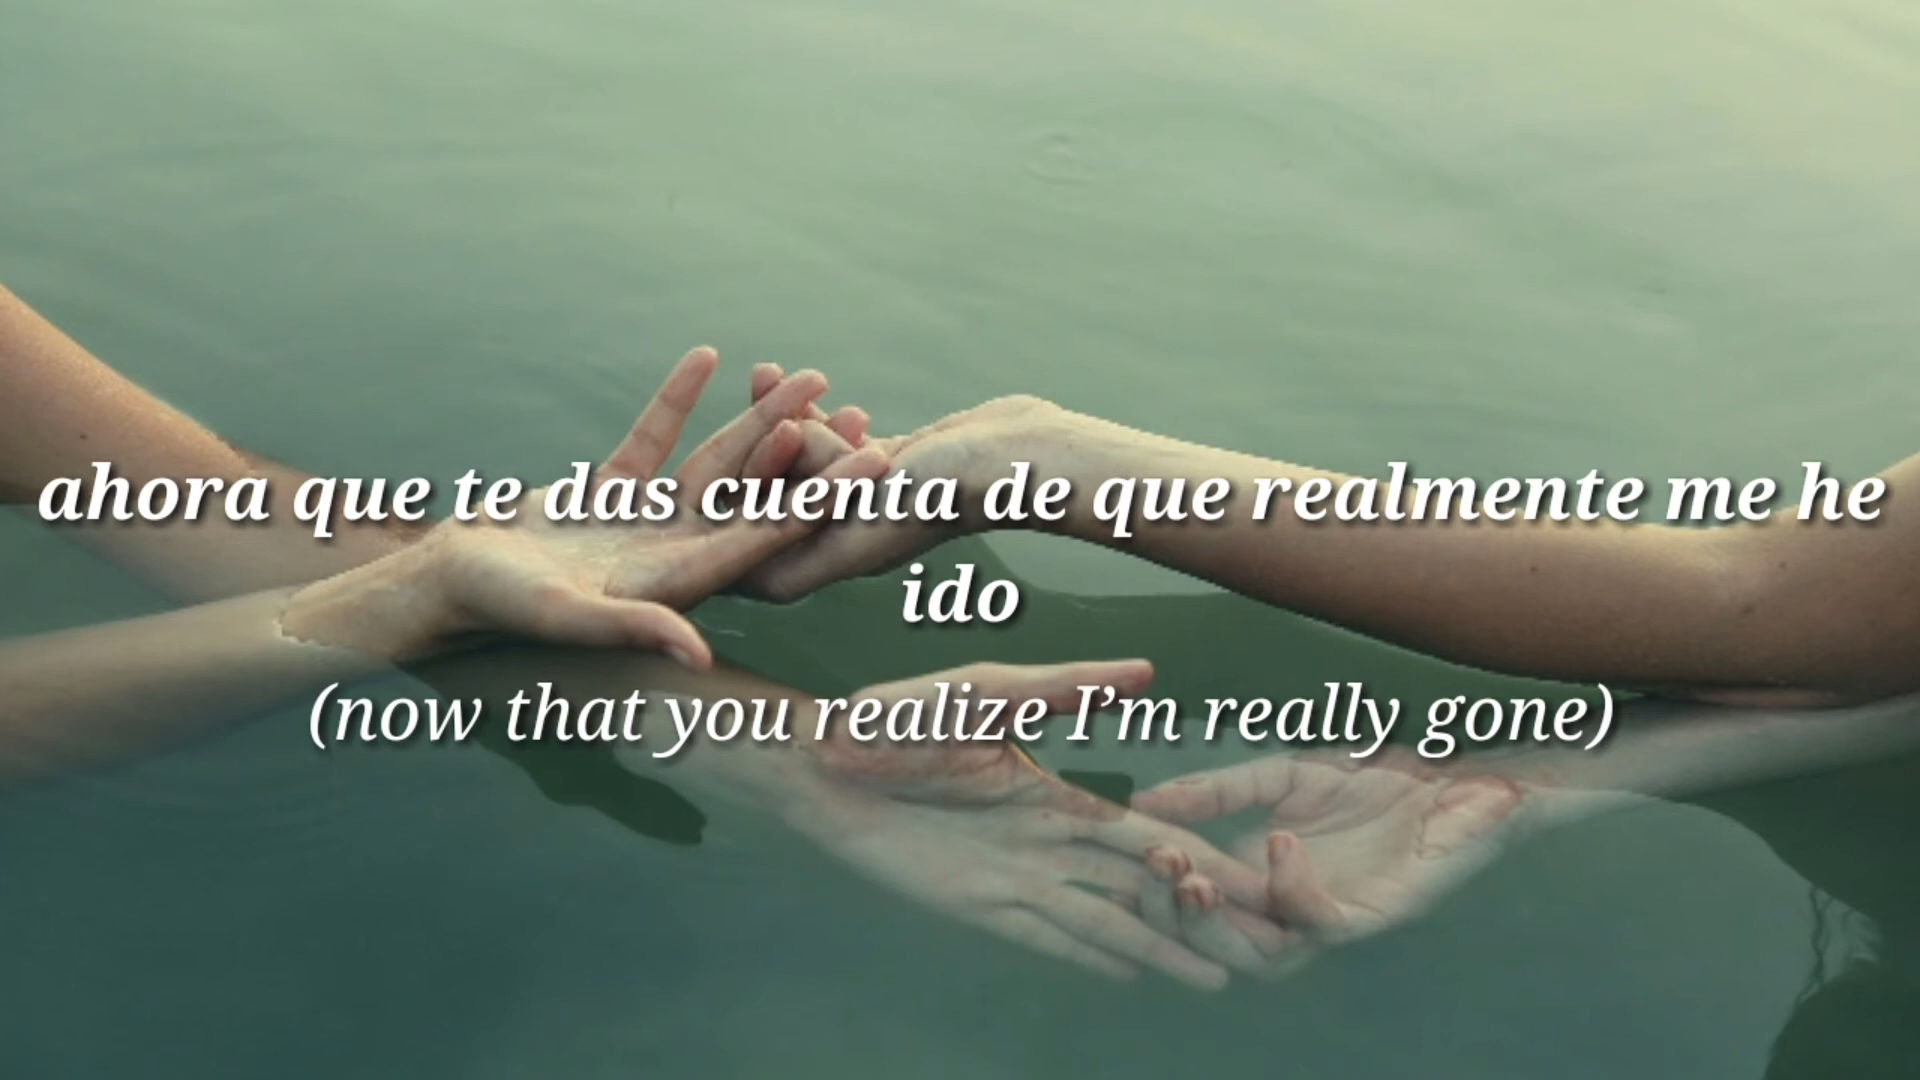 ahora que te das cuenta de que realmente me he
ido
(now that you realize I’m really gone)